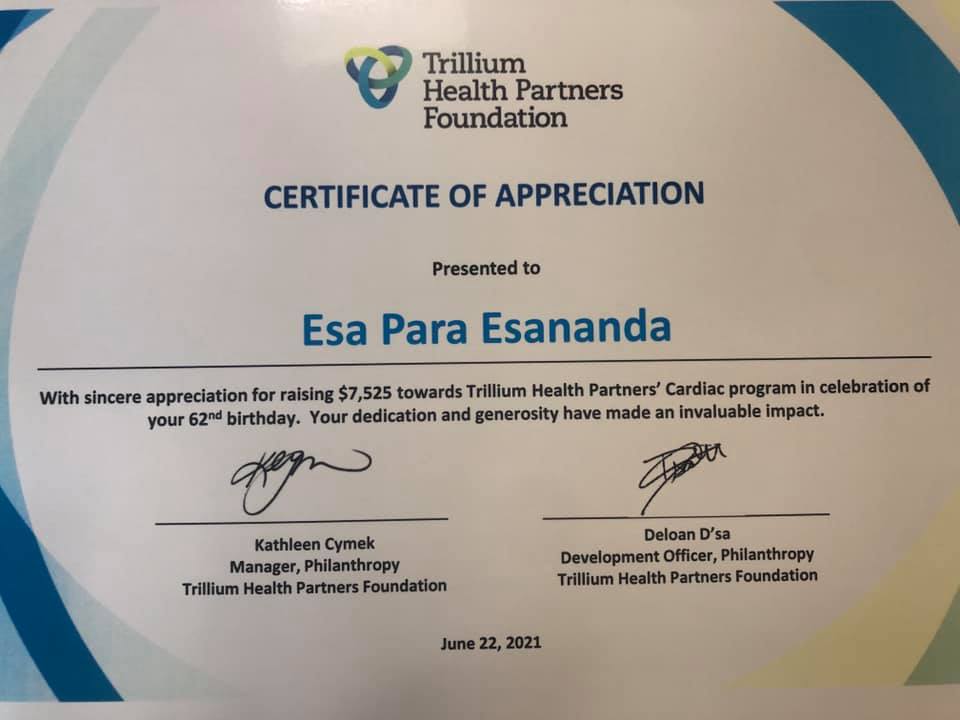 Trillium
Health Partners
Foundation
CERTIFICATE OF APPRECIATION
Presented to
Esa Para Esananda
With sincere appreciation for raising $7,525 towards Trillium Health Partners' Cardiac program in celebration of
your 62nd birthday. Your dedication and generosity have made an invaluable impact.
Kathleen Cymek
Manager, Philanthropy
Trillium Health Partners Foundation
Deloan D'sa
Development Officer, Philanthropy
Trillium Health Partners Foundation
June 22, 2021